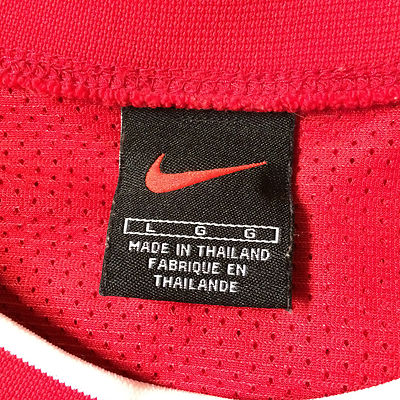 L G G
MADE IN THAILAND
FABRIQUE EN
THAILANDE